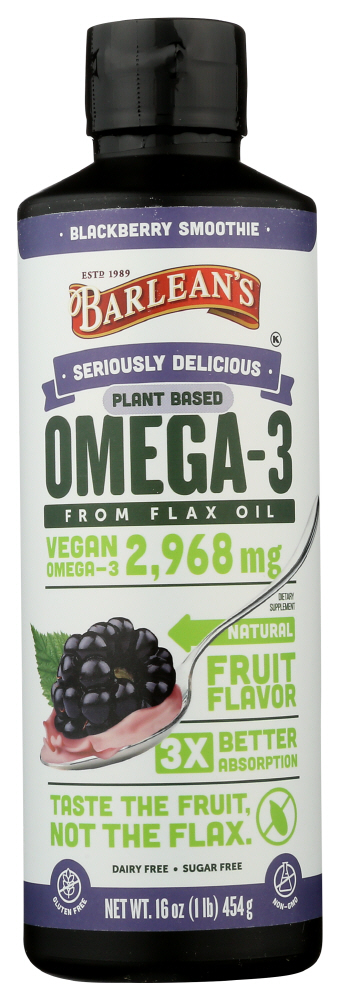 · BLACKBERRY SMOOTHIE ·
ESTD 1989
BARLEAN'S
K
· SERIOUSLY DELICIOUS ·
PLANT BASED
OMEGA-3
FROM FLAX OIL
VEGAN
OMEGA-3
2,968 mg
DIETARY
SUPPLEMENT
NATURAL
FRUIT
FLAVOR
3X BETTER
ABSORPTION
TASTE THE FRUIT,
NOT THE FLAX.
DAIRY FREE • SUGAR FREE
GLUTEN FREE
NET WT. 16 oz (1 lb) 454 g
NON-GMO